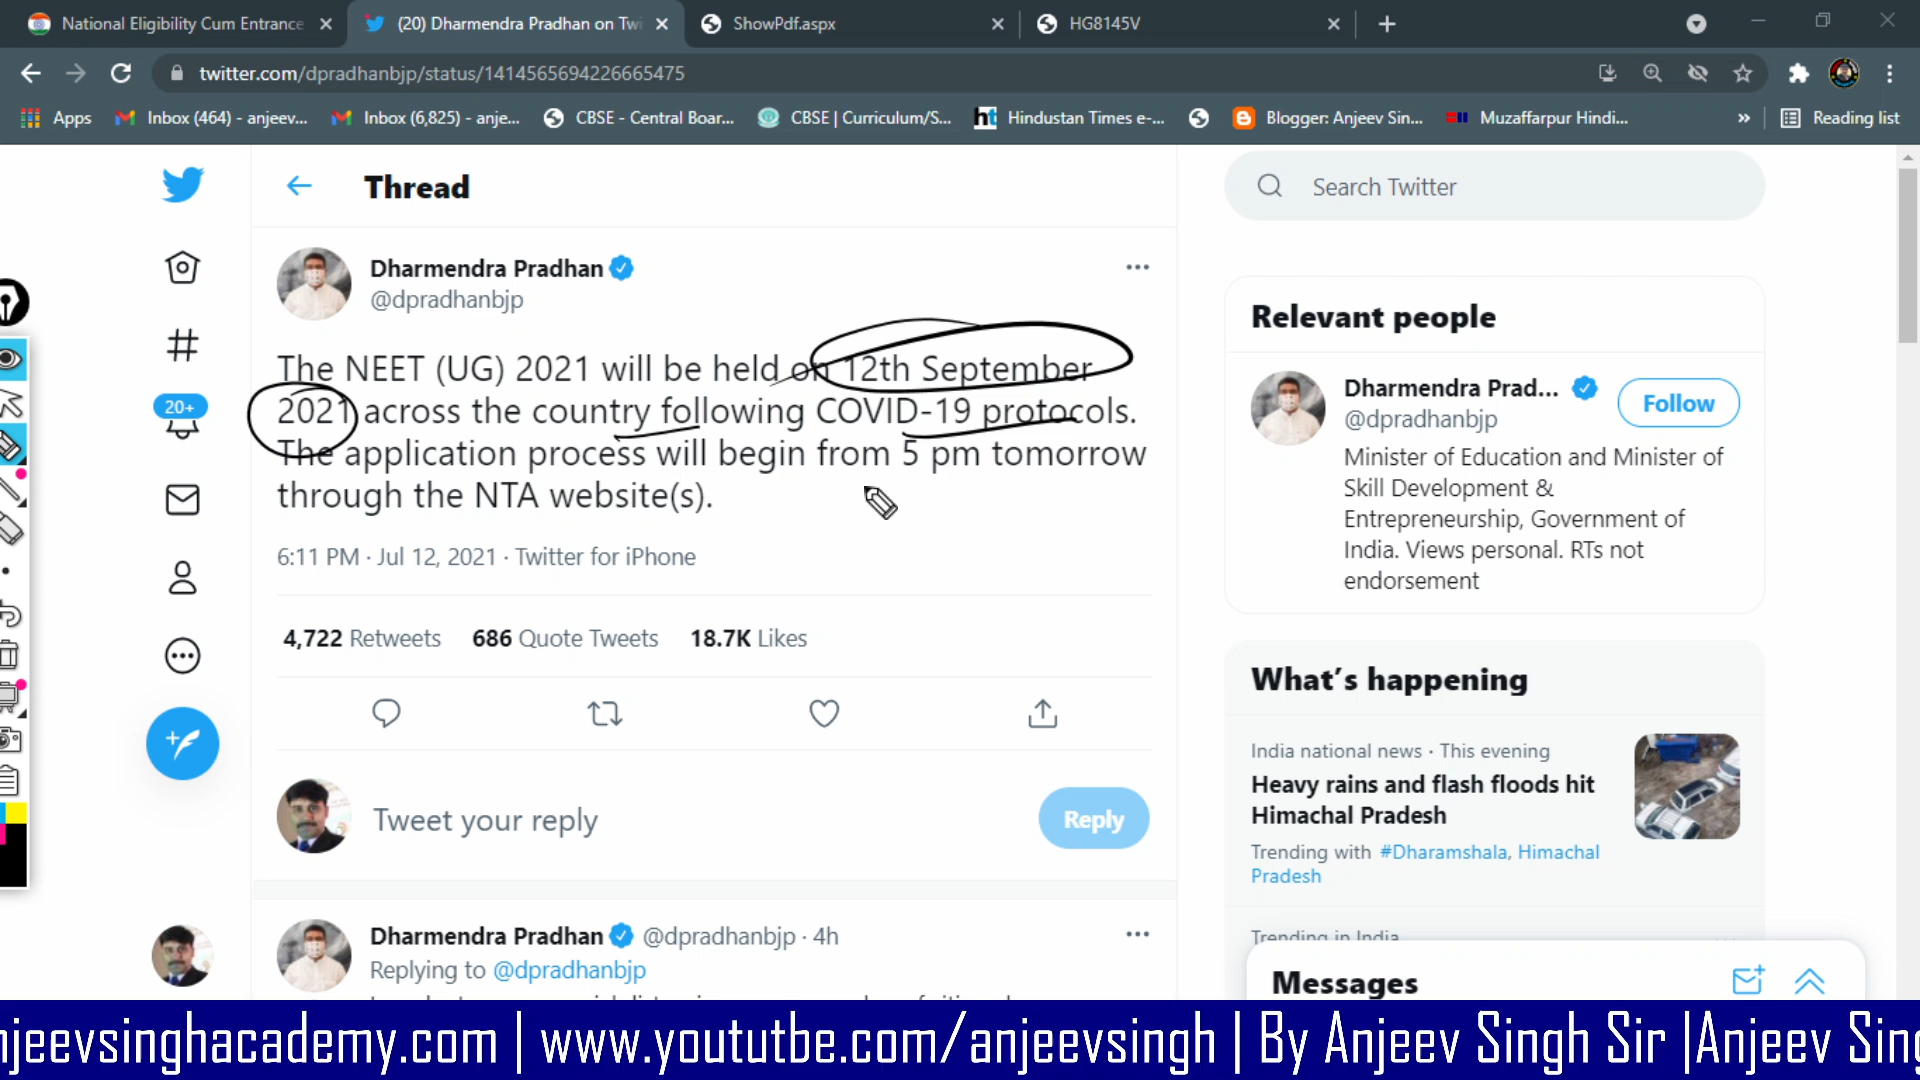 National Eligibility Cum Entrance
(20) Dharmendra Pradhan on Twi
ShowPdf.aspx
HG8145V
twitter.com/dpradhanbjp/status/1414565694226665475
Apps
Inbox (464) - anjeev...
Inbox (6,825) - anje...
CBSE - Central Boar...
CBSE | Curriculum/S...
ht
Hindustan Times e-...
Blogger: Anjeev Sin...
Muzaffarpur Hindi...
»
Reading list
Thread
Search Twitter
Dharmendra Pradhan
@dpradhanbjp
The NEET (UG) 2021 will be held on 12th September
2021 across the country following COVID-19 protocols.
The application process will begin from 5 pm tomorrow
through the NTA website(s).
6:11 PM · Jul 12, 2021 · Twitter for iPhone
4,722 Retweets 686 Quote Tweets 18.7K Likes
20+
Tweet your reply
Reply
Dharmendra Pradhan @dpradhanbjp · 4h
Replying to @dpradhanbjp
Relevant people
Dharmendra Prad...
@dpradhanbjp
Follow
Minister of Education and Minister of
Skill Development &
Entrepreneurship, Government of
India. Views personal. RTs not
endorsement
What's happening
India national news · This evening
Heavy rains and flash floods hit
Himachal Pradesh
Trending with #Dharamshala, Himachal
Pradesh
Trending in India
Messages
njeevsinghacademy.com | www.yoututbe.com/anjeevsingh | By Anjeev Singh Sir |Anjeev Sing